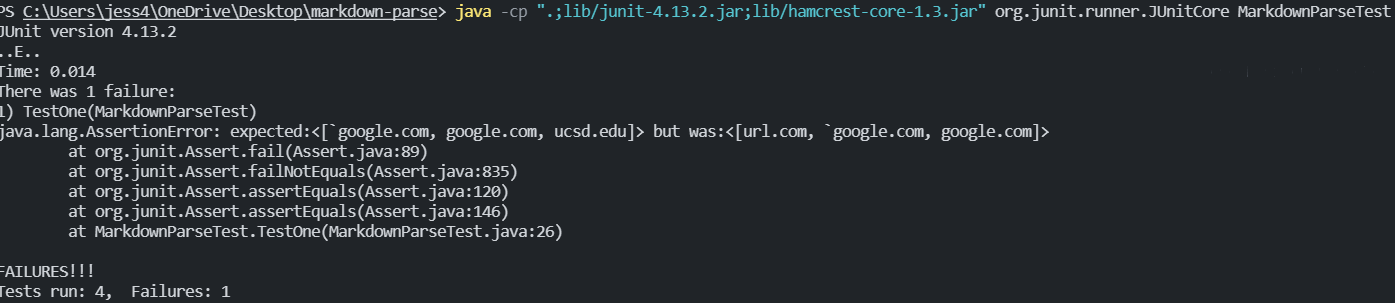 PS C:\Users\jess4\OneDrive\Desktop\markdown-parse> java -cp ".;lib/junit-4.13.2.jar;lib/hamcrest-core-1.3.jar" org.junit.runner.JUnitCore MarkdownParseTest
JUnit version 4.13.2
..E..
Time: 0.014
There was 1 failure:
1) TestOne(MarkdownParseTest)
java.lang.AssertionError: expected:<[`google.com, google.com, ucsd.edu]> but was:<[url.com, `google.com, google.com]>
        at org.junit.Assert.fail(Assert.java:89)
        at org.junit.Assert.failNotEquals(Assert.java:835)
        at org.junit.Assert.assertEquals(Assert.java:120)
        at org.junit.Assert.assertEquals(Assert.java:146)
        at MarkdownParseTest.TestOne(MarkdownParseTest.java:26)
FAILURES!!!
Tests run: 4,  Failures: 1